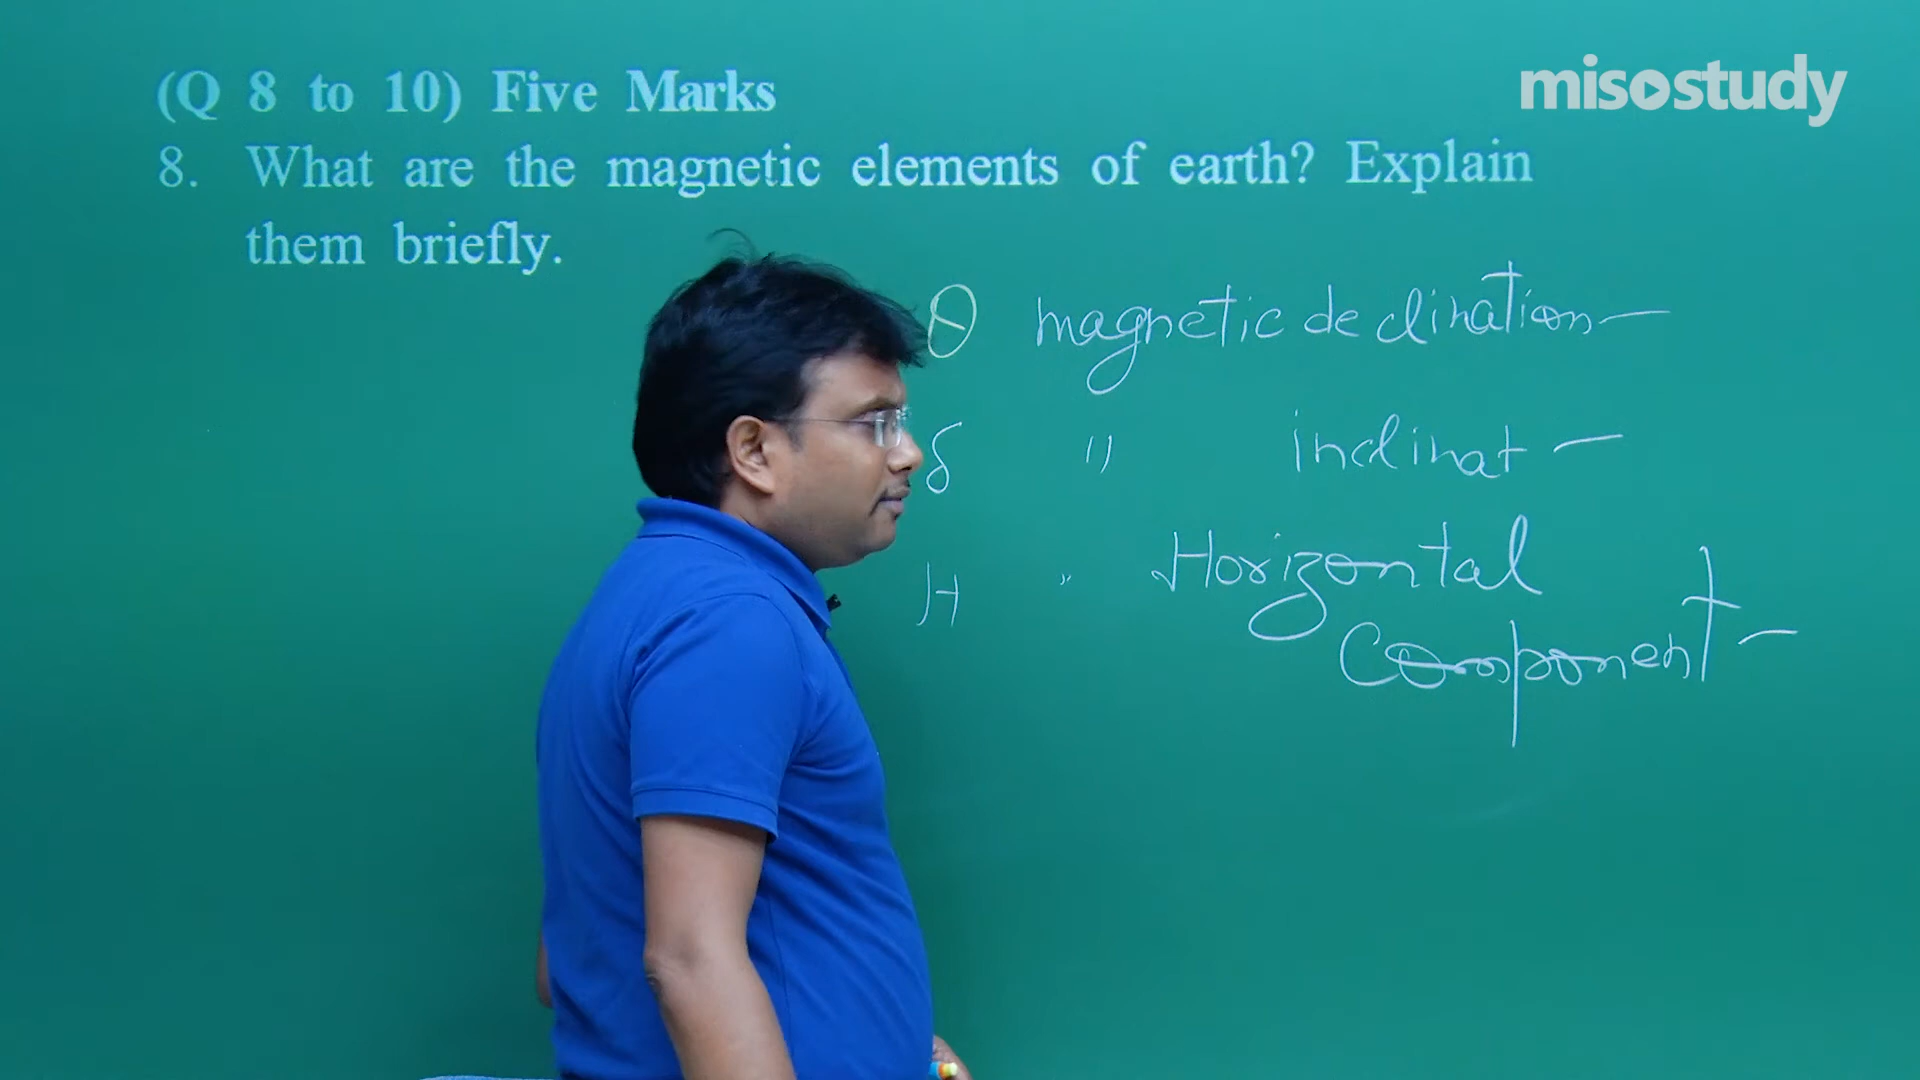 misostudy
(Q 8 to 10) Five Marks
8. What are the magnetic elements of earth? Explain
them briefly.
θ magnetic declination –
δ " inclinat –
H " Horizontal
Component –